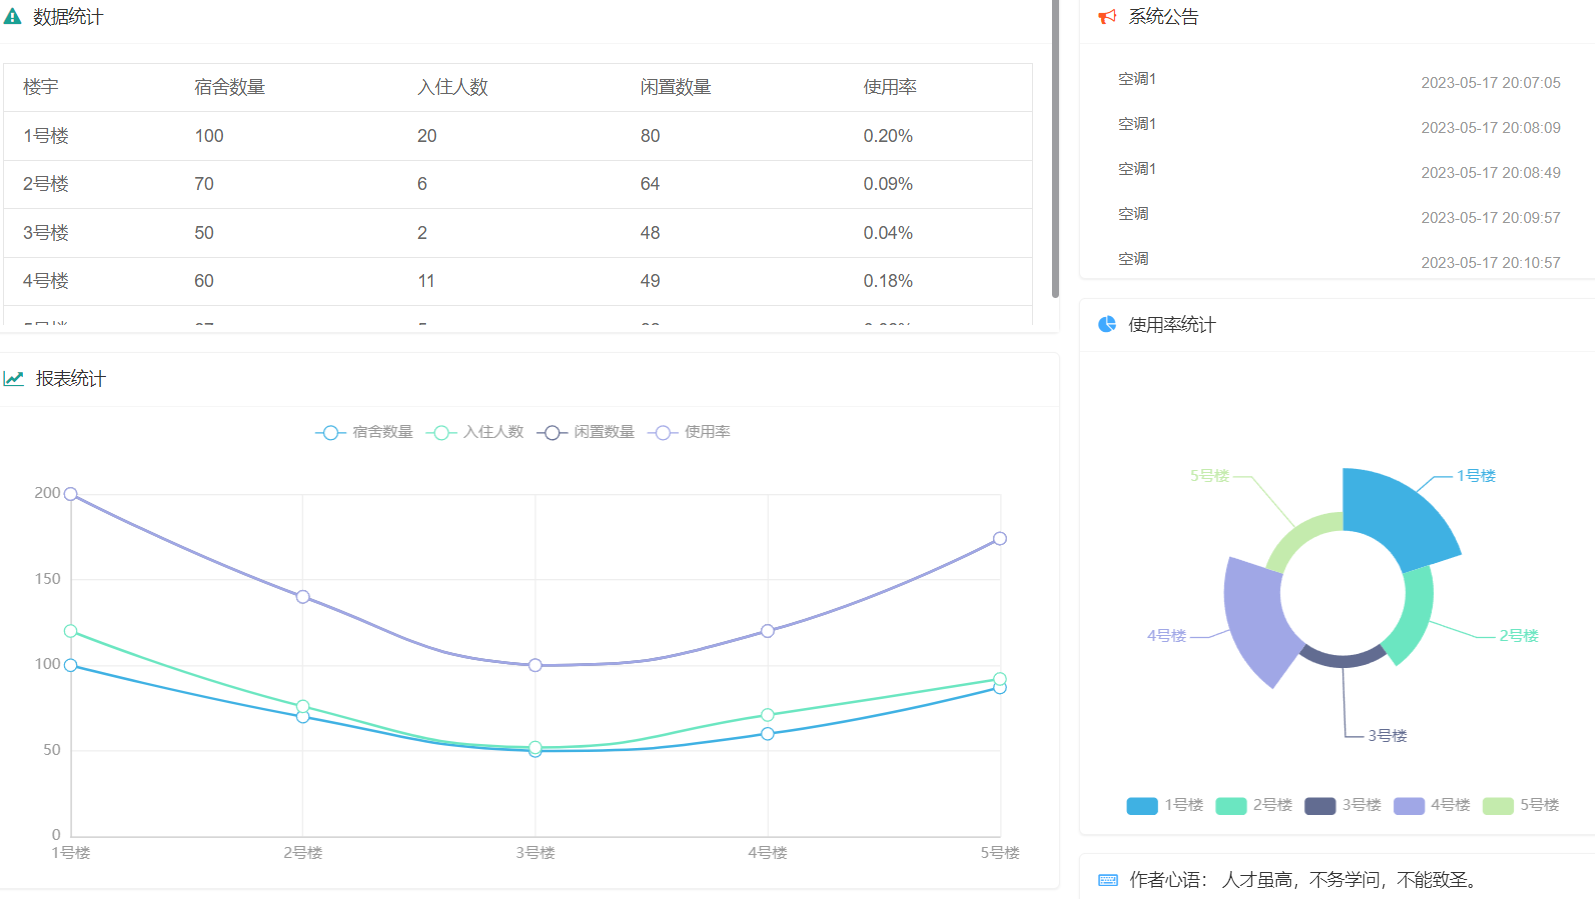 数据统计
楼宇 宿舍数量 入住人数 闲置数量 使用率
1号楼 100 20 80 0.20%
2号楼 70 6 64 0.09%
3号楼 50 2 48 0.04%
4号楼 60 11 49 0.18%
报表统计
宿舍数量 入住人数 闲置数量 使用率
200
150
100
50
0
1号楼 2号楼 3号楼 4号楼 5号楼
系统公告
空调1 2023-05-17 20:07:05
空调1 2023-05-17 20:08:09
空调1 2023-05-17 20:08:49
空调 2023-05-17 20:09:57
空调 2023-05-17 20:10:57
使用率统计
5号楼 1号楼
4号楼 2号楼
3号楼
1号楼 2号楼 3号楼 4号楼 5号楼
作者心语： 人才虽高，不务学问，不能致圣。